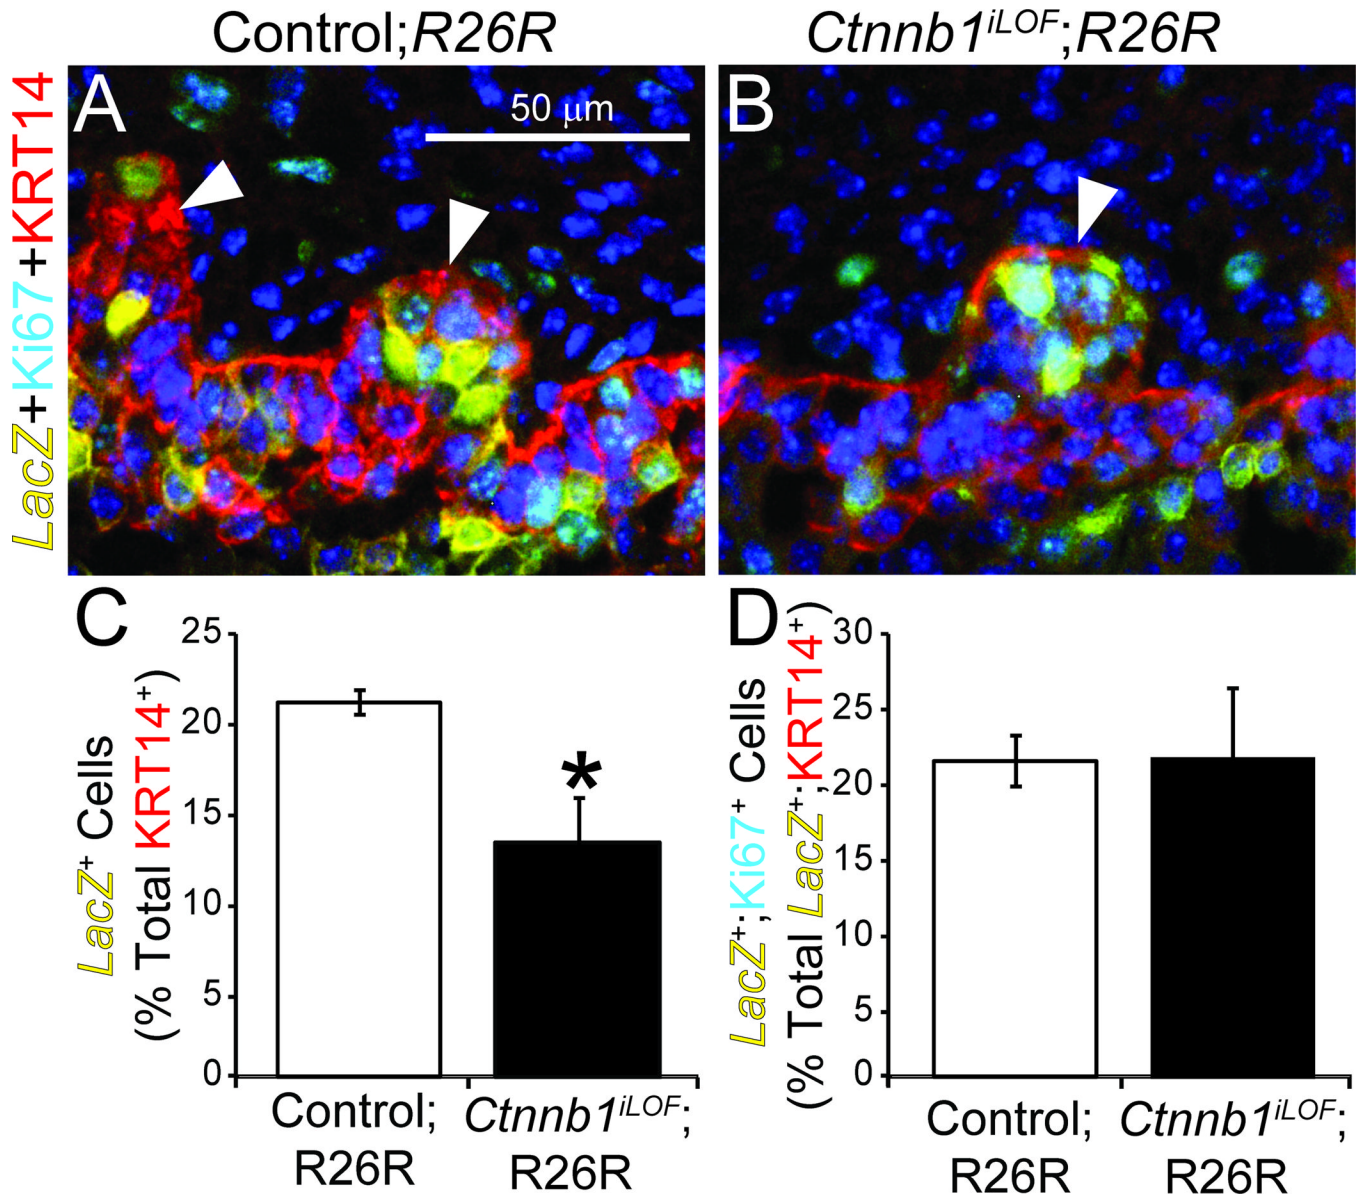 Control;R26R
Ctnnb1iLOF;R26R
LacZ+Ki67+KRT14
A
50 μm
B
C
LacZ+ Cells
(% Total KRT14+)
25
20
15
10
5
0
Control;
R26R
Ctnnb1iLOF;
R26R
*
D
LacZ+;Ki67+ Cells
(% Total LacZ+;KRT14+)
30
25
20
15
10
5
0
Control;
R26R
Ctnnb1iLOF;
R26R